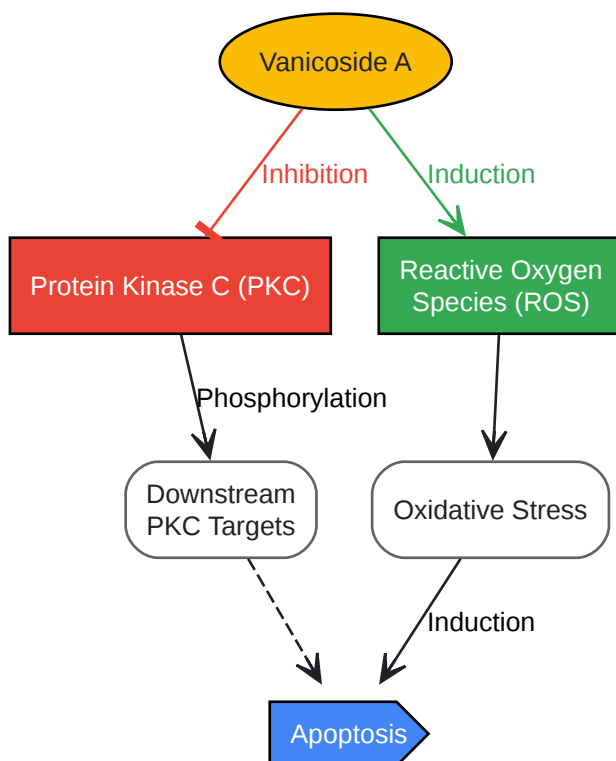 Vanicoside A
Inhibition
Induction
Protein Kinase C (PKC)
Reactive Oxygen
Species (ROS)
Phosphorylation
Downstream
PKC Targets
Oxidative Stress
Induction
Apoptosis